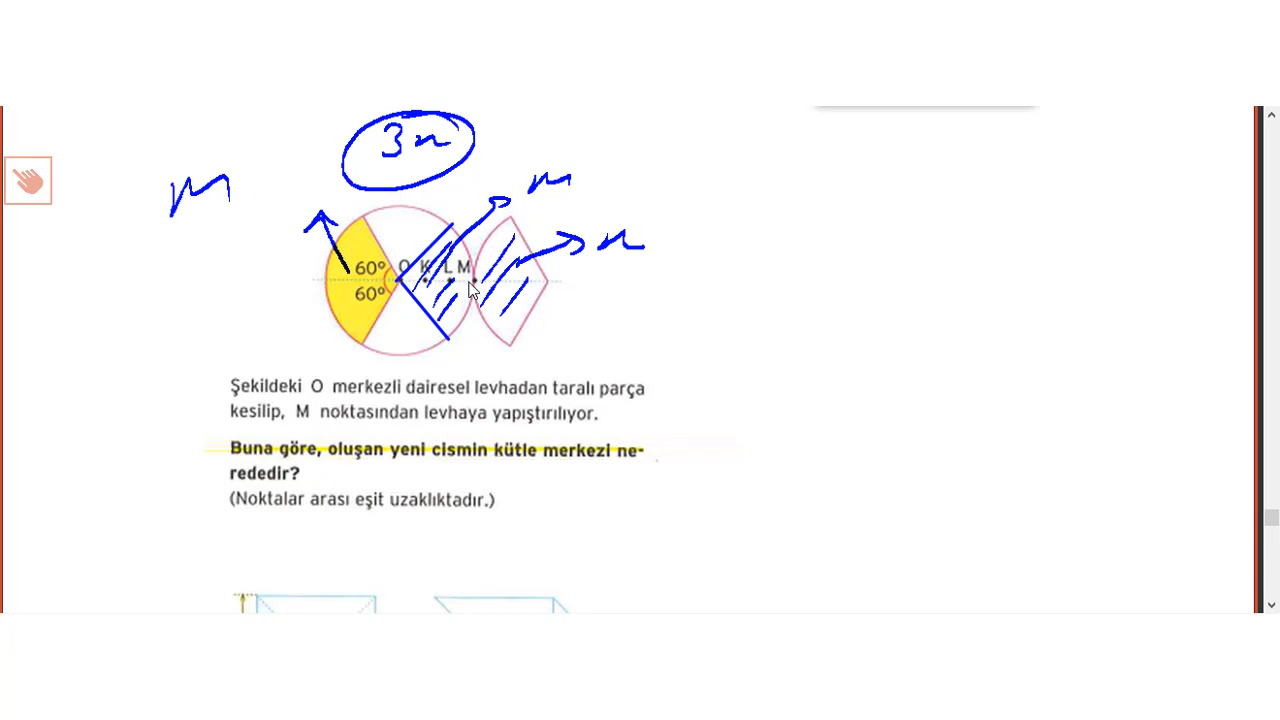 3m
m
m
m
60° O K L M
60°
Şekildeki O merkezli dairesel levhadan taralı parça
kesilip, M noktasından levhaya yapıştırılıyor.
Buna göre, oluşan yeni cismin kütle merkezi ne-
rededir?
(Noktalar arası eşit uzaklıktadır.)